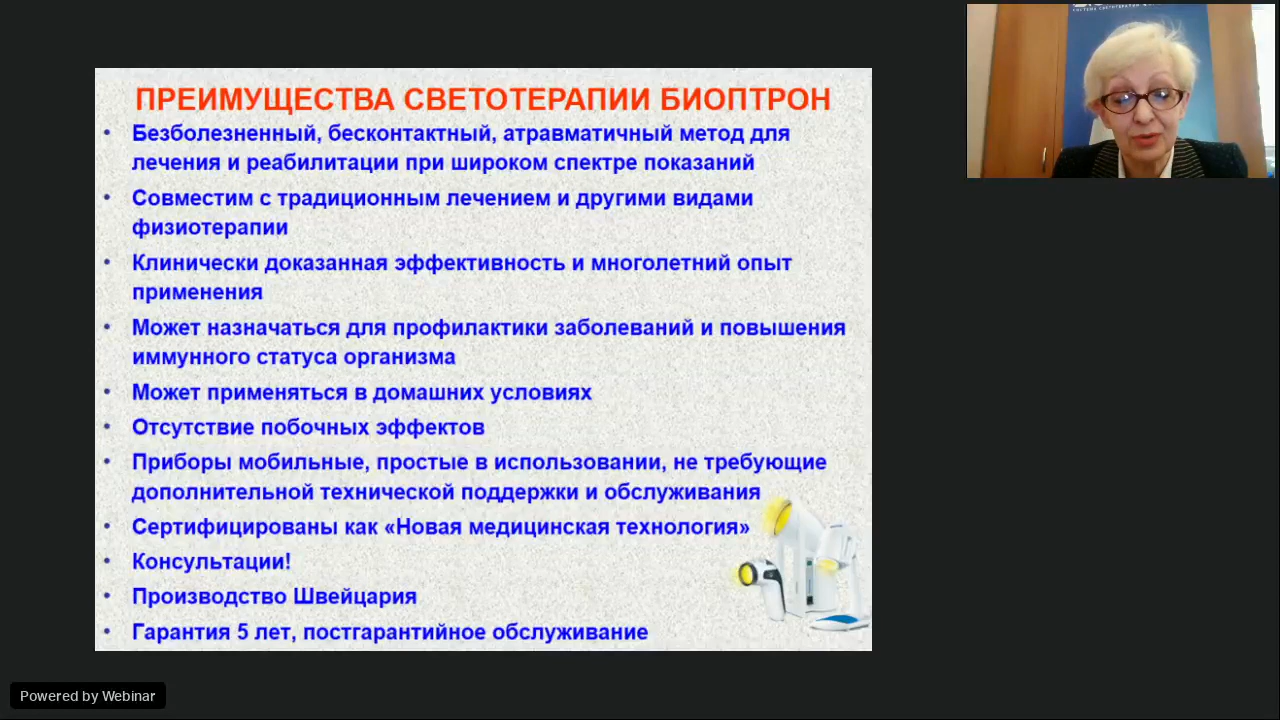 ПРЕИМУЩЕСТВА СВЕТОТЕРАПИИ БИОПТРОН
• Безболезненный, бесконтактный, атравматичный метод для
лечения и реабилитации при широком спектре показаний
• Совместим с традиционным лечением и другими видами
физиотерапии
• Клинически доказанная эффективность и многолетний опыт
применения
• Может назначаться для профилактики заболеваний и повышения
иммунного статуса организма
• Может применяться в домашних условиях
• Отсутствие побочных эффектов
• Приборы мобильные, простые в использовании, не требующие
дополнительной технической поддержки и обслуживания
• Сертифицированы как «Новая медицинская технология»
• Консультации!
• Производство Швейцария
• Гарантия 5 лет, постгарантийное обслуживание
Powered by Webinar